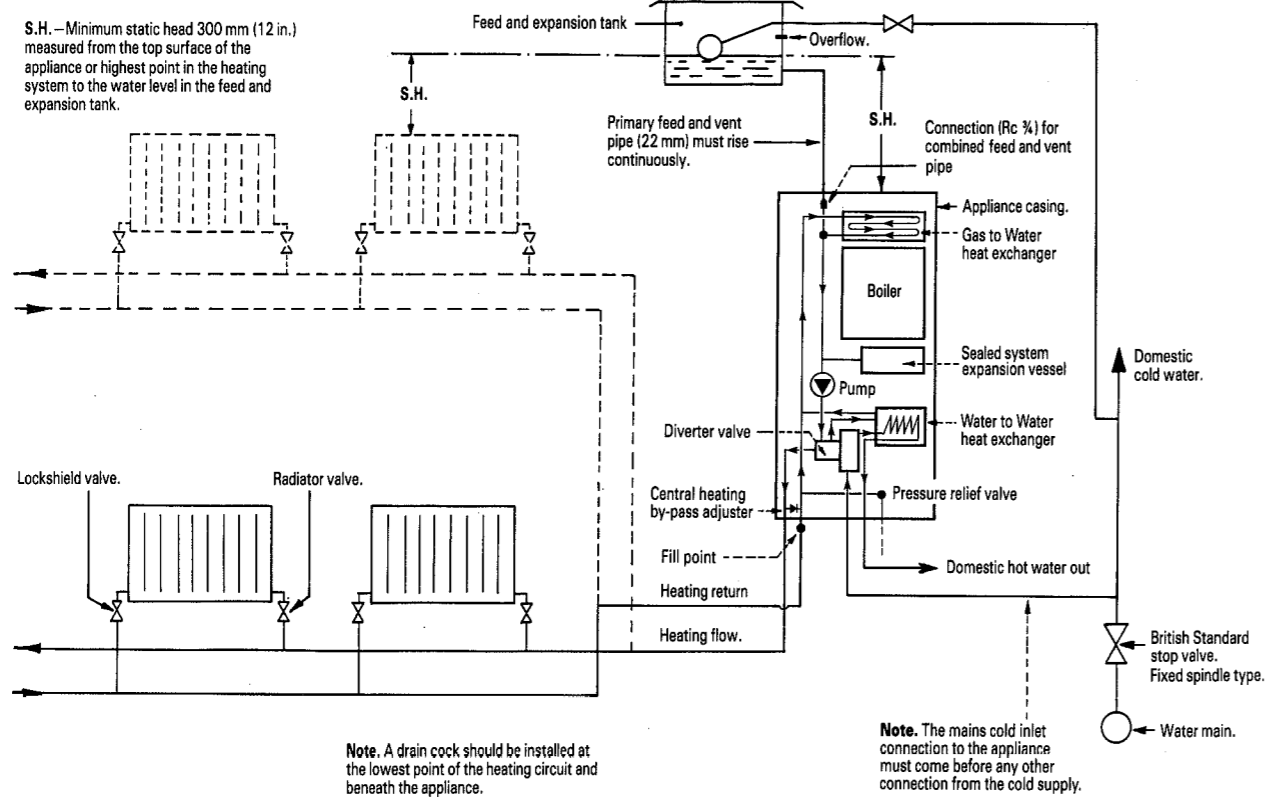 S.H.—Minimum static head 300 mm (12 in.)
measured from the top surface of the
appliance or highest point in the heating
system to the water level in the feed and
expansion tank.
Feed and expansion tank
Overflow.
S.H.
S.H.
Primary feed and vent
pipe (22 mm) must rise
continuously.
Connection (Rc ¾) for
combined feed and vent
pipe
Appliance casing.
Gas to Water
heat exchanger
Boiler
Sealed system
expansion vessel
Domestic
cold water.
Pump
Diverter valve
Water to Water
heat exchanger
Lockshield valve.
Radiator valve.
Central heating
by-pass adjuster
Pressure relief valve
Fill point
Domestic hot water out
Heating return
Heating flow.
British Standard
stop valve.
Fixed spindle type.
Water main.
Note. The mains cold inlet
connection to the appliance
must come before any other
connection from the cold supply.
Note. A drain cock should be installed at
the lowest point of the heating circuit and
beneath the appliance.